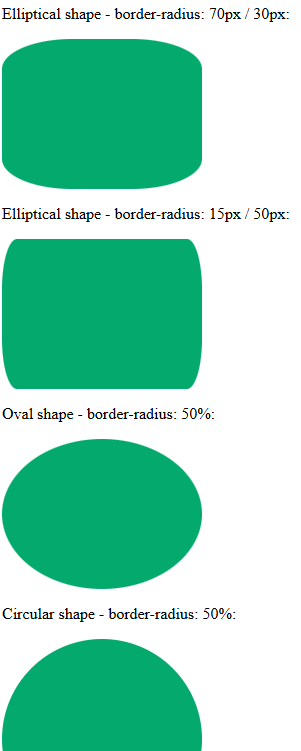 Elliptical shape - border-radius: 70px / 30px:
Elliptical shape - border-radius: 15px / 50px:
Oval shape - border-radius: 50%:
Circular shape - border-radius: 50%: